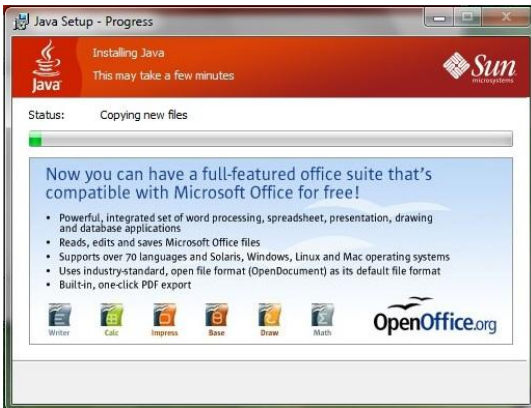 Java Setup - Progress
Java
Installing Java
This may take a few minutes
Sun
microsystems
Status: Copying new files
Now you can have a full-featured office suite that's
compatible with Microsoft Office for free!
• Powerful, integrated set of word processing, spreadsheet, presentation, drawing
and database applications
• Reads, edits and saves Microsoft Office files
• Supports over 70 languages and Solaris, Windows, Linux and Mac operating systems
• Uses industry-standard, open file format (OpenDocument) as its default file format
• Built-in, one-click PDF export
Writer Calc Impress Base Draw Math
OpenOffice.org